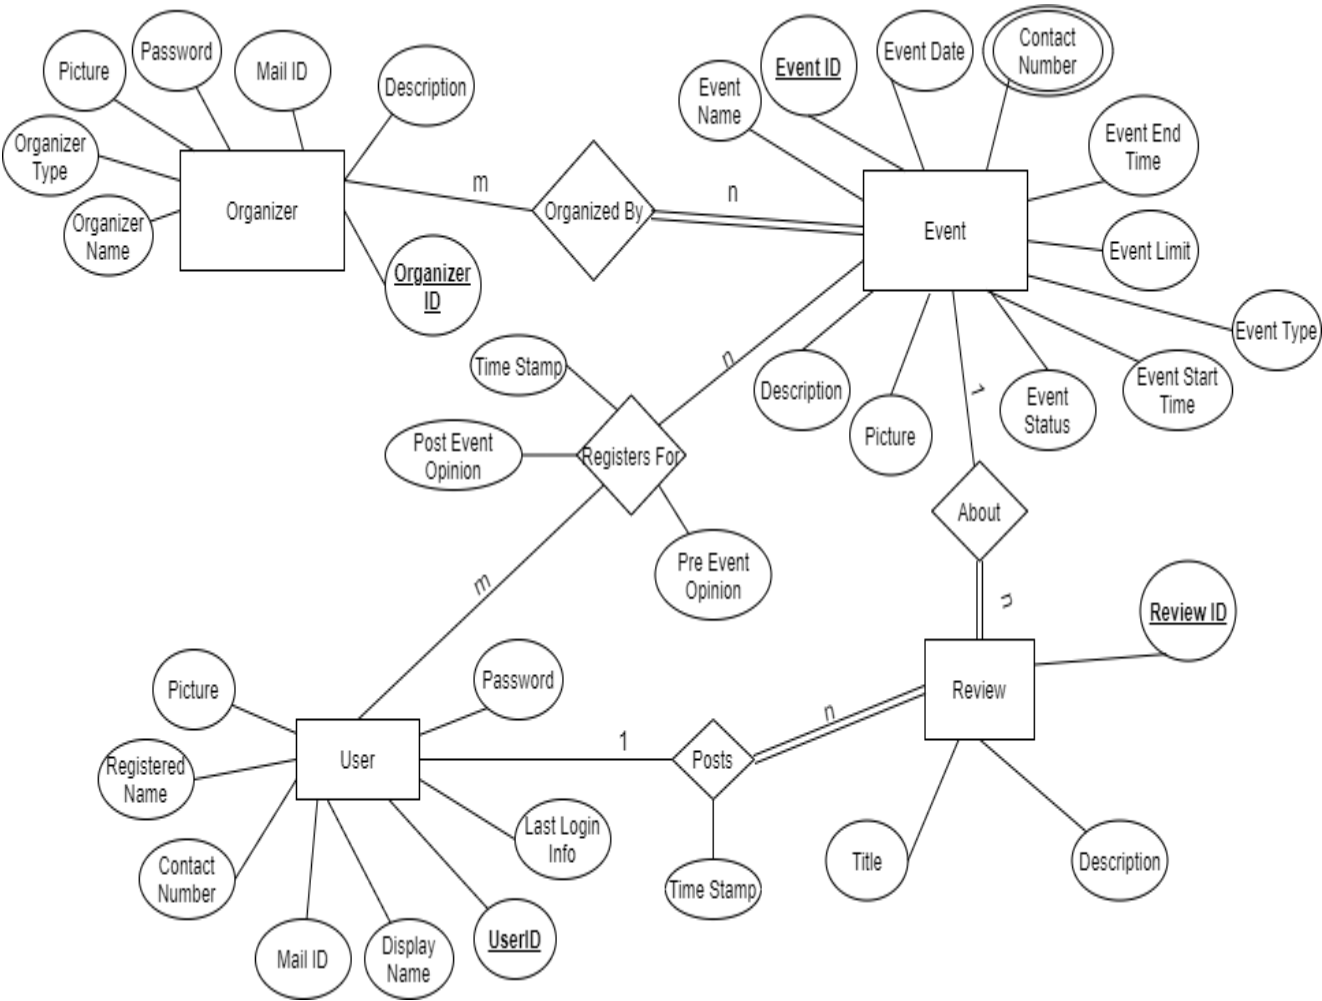 Password
Picture
Mail ID
Description
Organizer
Type
Organizer
Name
Organizer
Organizer
ID
m
Organized By
n
Event
Name
Event ID
Event Date
Contact
Number
Event End
Time
Event
Event Limit
Event Type
Event Start
Time
Event
Status
Description
Picture
1
n
Time Stamp
Post Event
Opinion
Registers For
Pre Event
Opinion
m
About
n
Review ID
Review
Title
Description
n
Posts
Time Stamp
1
Picture
Password
User
Registered
Name
Contact
Number
Mail ID
Display
Name
UserID
Last Login
Info